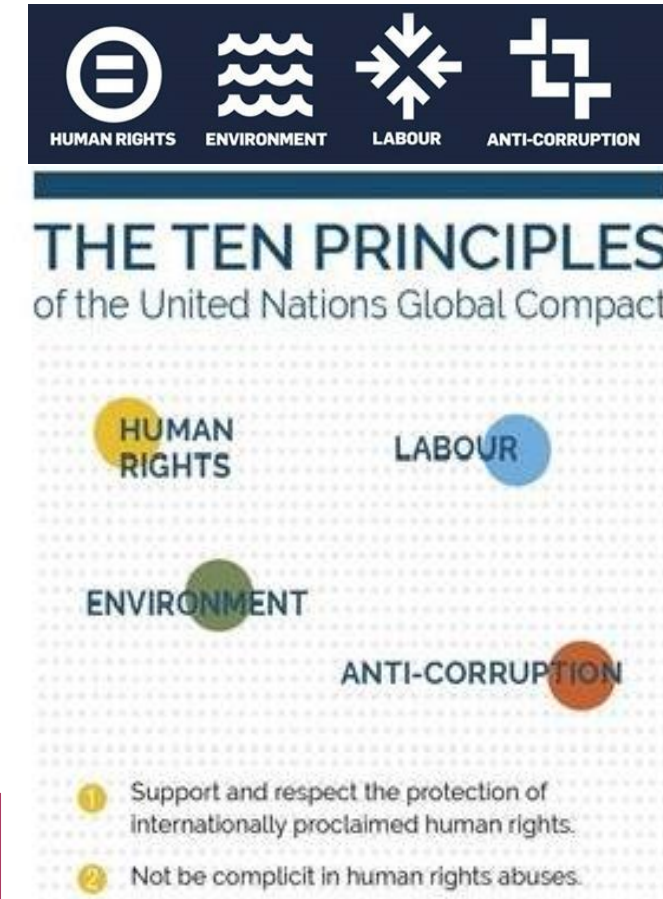 HUMAN RIGHTS ENVIRONMENT LABOUR ANTI-CORRUPTION
THE TEN PRINCIPLES
of the United Nations Global Compact
HUMAN
RIGHTS
LABOUR
ENVIRONMENT
ANTI-CORRUPTION
1 Support and respect the protection of
internationally proclaimed human rights.
2 Not be complicit in human rights abuses.